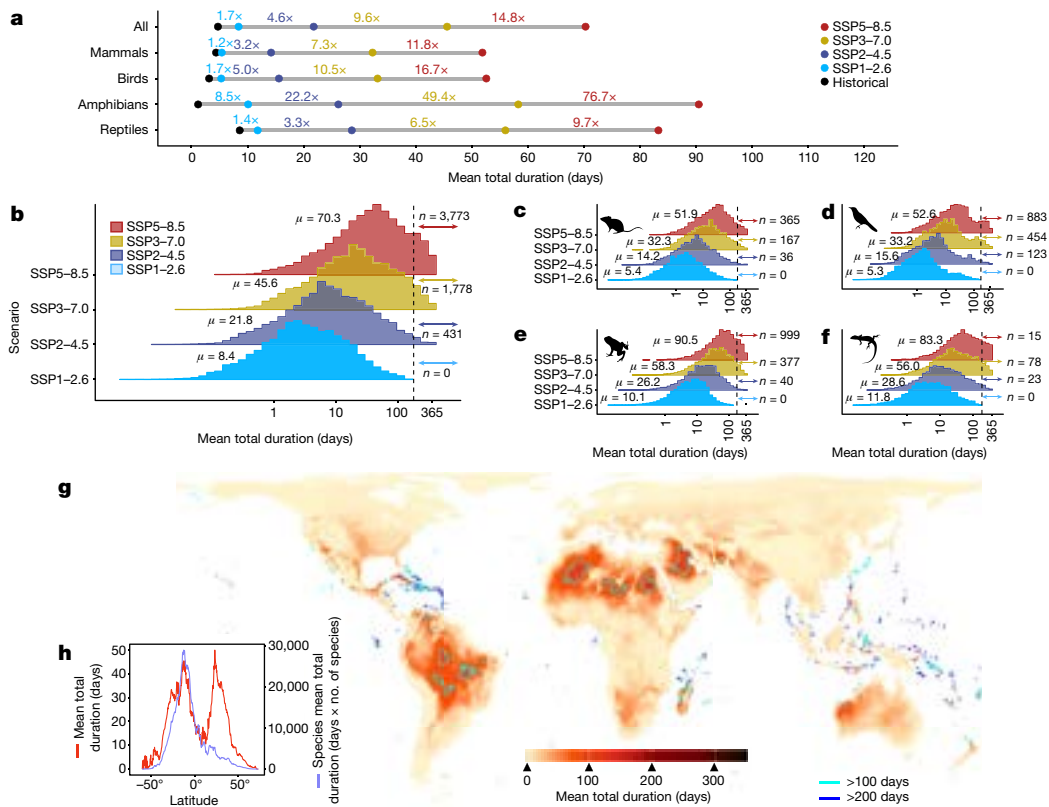 a
1.7×
4.6×
9.6×
14.8×
All
1.2×
3.2×
7.3×
11.8×
Mammals
1.7×
5.0×
10.5×
16.7×
Birds
8.5×
22.2×
49.4×
76.7×
Amphibians
1.4×
3.3×
6.5×
9.7×
Reptiles
SSP5–8.5
SSP3–7.0
SSP2–4.5
SSP1–2.6
Historical
0 10 20 30 40 50 60 70 80 90 100 110 120
Mean total duration (days)
b
SSP5–8.5
SSP3–7.0
SSP2–4.5
SSP1–2.6
Scenario
SSP5–8.5
SSP3–7.0
SSP2–4.5
SSP1–2.6
μ = 70.3
μ = 45.6
μ = 21.8
μ = 8.4
n = 3,773
n = 1,778
n = 431
n = 0
1 10 100 365
Mean total duration (days)
c
SSP5–8.5
SSP3–7.0
SSP2–4.5
SSP1–2.6
μ = 51.9
μ = 32.3
μ = 14.2
μ = 5.4
n = 365
n = 167
n = 36
n = 0
1 10 100 365
d
μ = 52.6
μ = 33.2
μ = 15.6
μ = 5.3
n = 883
n = 454
n = 123
n = 0
1 10 100 365
e
SSP5–8.5
SSP3–7.0
SSP2–4.5
SSP1–2.6
μ = 90.5
μ = 58.3
μ = 26.2
μ = 10.1
n = 999
n = 377
n = 40
n = 0
1 10 100 365
Mean total duration (days)
f
μ = 83.3
μ = 56.0
μ = 28.6
μ = 11.8
n = 15
n = 78
n = 23
n = 0
1 10 100 365
Mean total duration (days)
g
0 100 200 300
Mean total duration (days)
>100 days
>200 days
h
Mean total
duration (days)
50
40
30
20
10
0
30,000
20,000
10,000
0
Species mean total
duration (days × no. of species)
–50° 0° 50°
Latitude